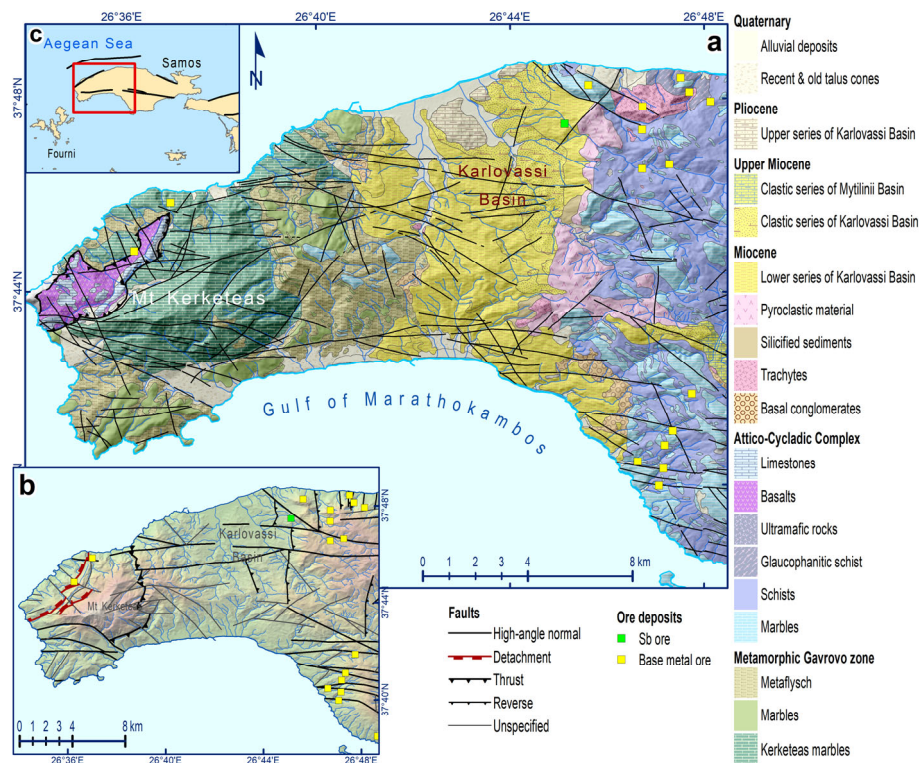 26°36'E
26°40'E
26°44'E
26°48'E
c
Aegean Sea
Samos
Fourni
N
a
37°48'N
37°44'N
Karlovassi
Basin
Mt. Kerketeas
Gulf of Marathokambos
0 1 2 3 4 8 km
b
Karlovassi
Basin
Mt Kerketeas
37°48'N
37°44'N
37°40'N
0 1 2 3 4 8 km
26°36'E
26°40'E
26°44'E
26°48'E
Faults
High-angle normal
Detachment
Thrust
Reverse
Unspecified
Ore deposits
Sb ore
Base metal ore
Quaternary
Alluvial deposits
Recent & old talus cones
Pliocene
Upper series of Karlovassi Basin
Upper Miocene
Clastic series of Mytilinii Basin
Clastic series of Karlovassi Basin
Miocene
Lower series of Karlovassi Basin
Pyroclastic material
Silicified sediments
Trachytes
Basal conglomerates
Attico-Cycladic Complex
Limestones
Basalts
Ultramafic rocks
Glaucophanitic schist
Schists
Marbles
Metamorphic Gavrovo zone
Metaflysch
Marbles
Kerketeas marbles